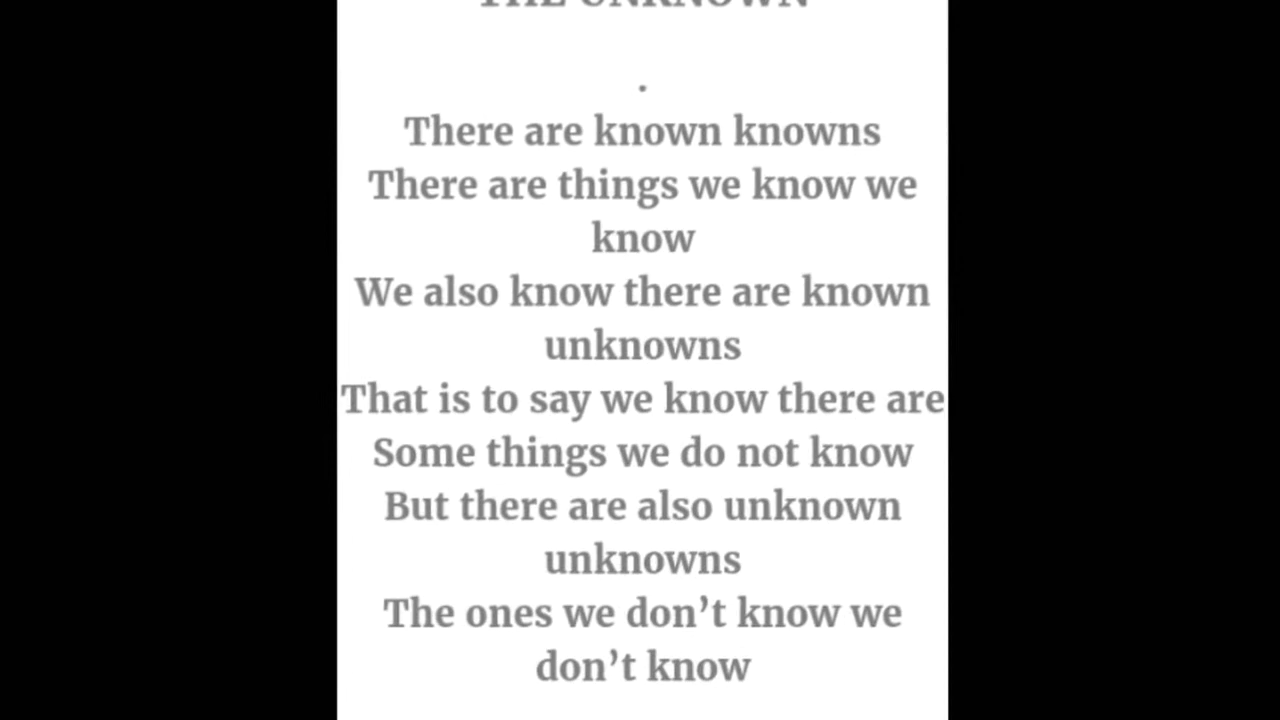 THE UNKNOWN
.
There are known knowns
There are things we know we
know
We also know there are known
unknowns
That is to say we know there are
Some things we do not know
But there are also unknown
unknowns
The ones we don’t know we
don’t know